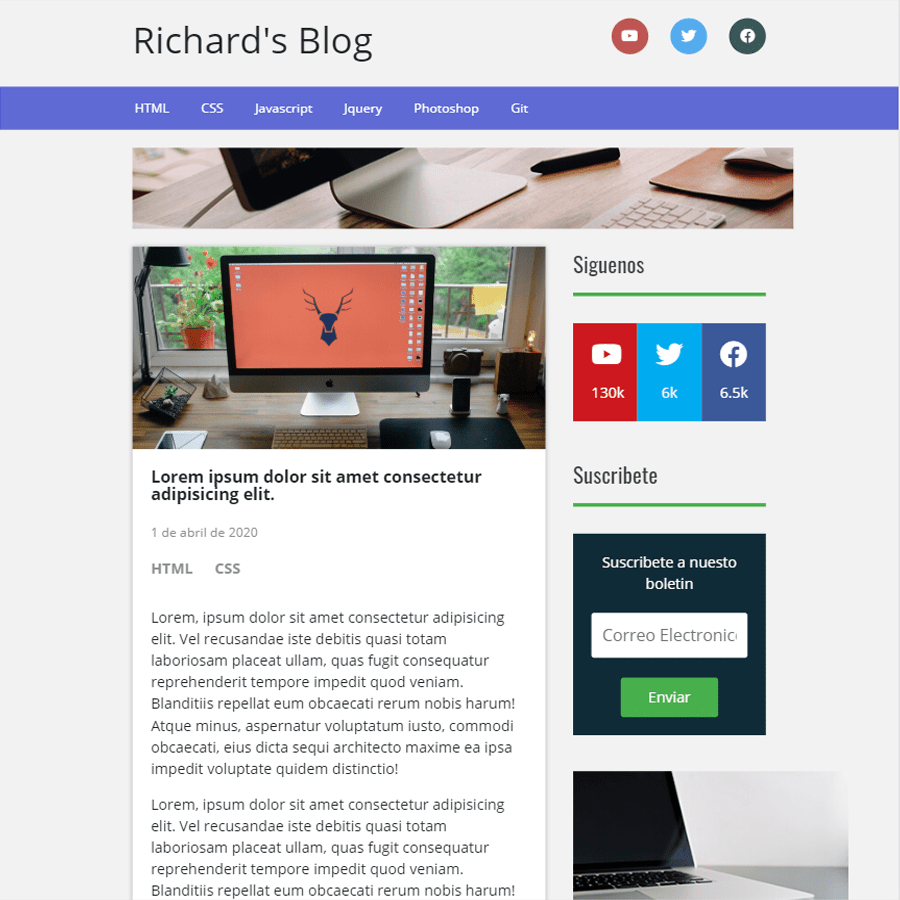 Richard's Blog
HTML CSS Javascript Jquery Photoshop Git
Lorem ipsum dolor sit amet consectetur
adipisicing elit.
1 de abril de 2020
HTML CSS
Lorem, ipsum dolor sit amet consectetur adipisicing
elit. Vel recusandae iste debitis quasi totam
laboriosam placeat ullam, quas fugit consequatur
reprehenderit tempore impedit quod veniam.
Blanditiis repellat eum obcaecati rerum nobis harum!
Atque minus, aspernatur voluptatum iusto, commodi
obcaecati, eius dicta sequi architecto maxime ea ipsa
impedit voluptate quidem distinctio!
Lorem, ipsum dolor sit amet consectetur adipisicing
elit. Vel recusandae iste debitis quasi totam
laboriosam placeat ullam, quas fugit consequatur
reprehenderit tempore impedit quod veniam.
Blanditiis repellat eum obcaecati rerum nobis harum!
Siguenos
130k 6k 6.5k
Suscribete
Suscribete a nuesto
boletin
Correo Electronic
Enviar